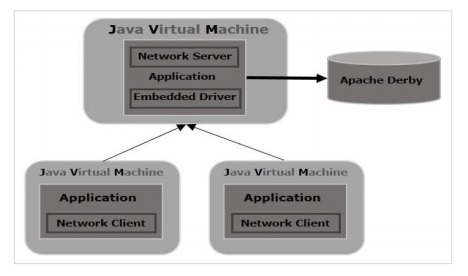 Java Virtual Machine
Network Server
Application
Embedded Driver
Apache Derby
Java Virtual Machine
Application
Network Client
Java Virtual Machine
Application
Network Client